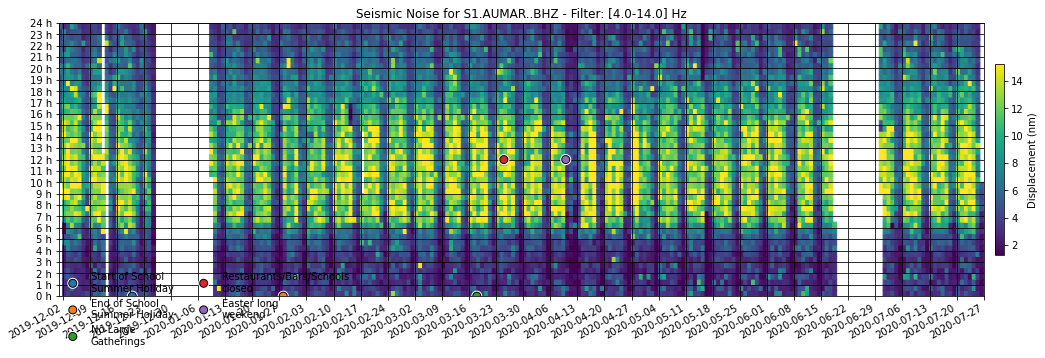 Seismic Noise for S1.AUMAR..BHZ - Filter: [4.0-14.0] Hz
24 h
23 h
22 h
21 h
20 h
19 h
18 h
17 h
16 h
15 h
14 h
13 h
12 h
11 h
10 h
9 h
8 h
7 h
6 h
5 h
4 h
3 h
2 h
1 h
0 h
14
12
10
8
6
4
2
Displacement (nm)
Start of School
Summer Holiday
End of School
Summer Holiday
No Large
Gatherings
Restaurants/Bars/Schools
closed
Easter long
weekend
2019-12-02
2020-01-06
2020-01-13
2020-02-03
2020-02-10
2020-02-17
2020-02-24
2020-03-02
2020-03-09
2020-03-16
2020-03-23
2020-03-30
2020-04-06
2020-04-13
2020-04-20
2020-04-27
2020-05-04
2020-05-11
2020-05-18
2020-05-25
2020-06-01
2020-06-08
2020-06-15
2020-06-22
2020-06-29
2020-07-06
2020-07-13
2020-07-20
2020-07-27